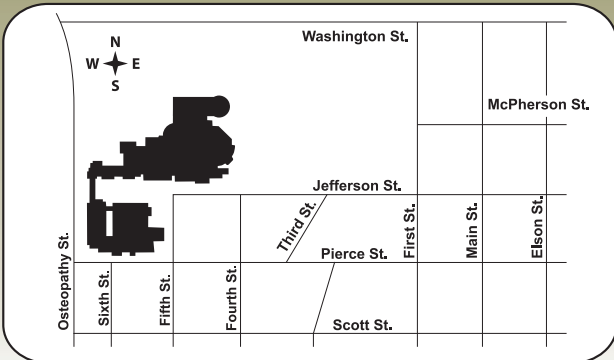 Washington St.
N
W E
S
McPherson St.
Jefferson St.
Third St.
First St.
Main St.
Elson St.
Pierce St.
Osteopathy St.
Sixth St.
Fifth St.
Fourth St.
Scott St.